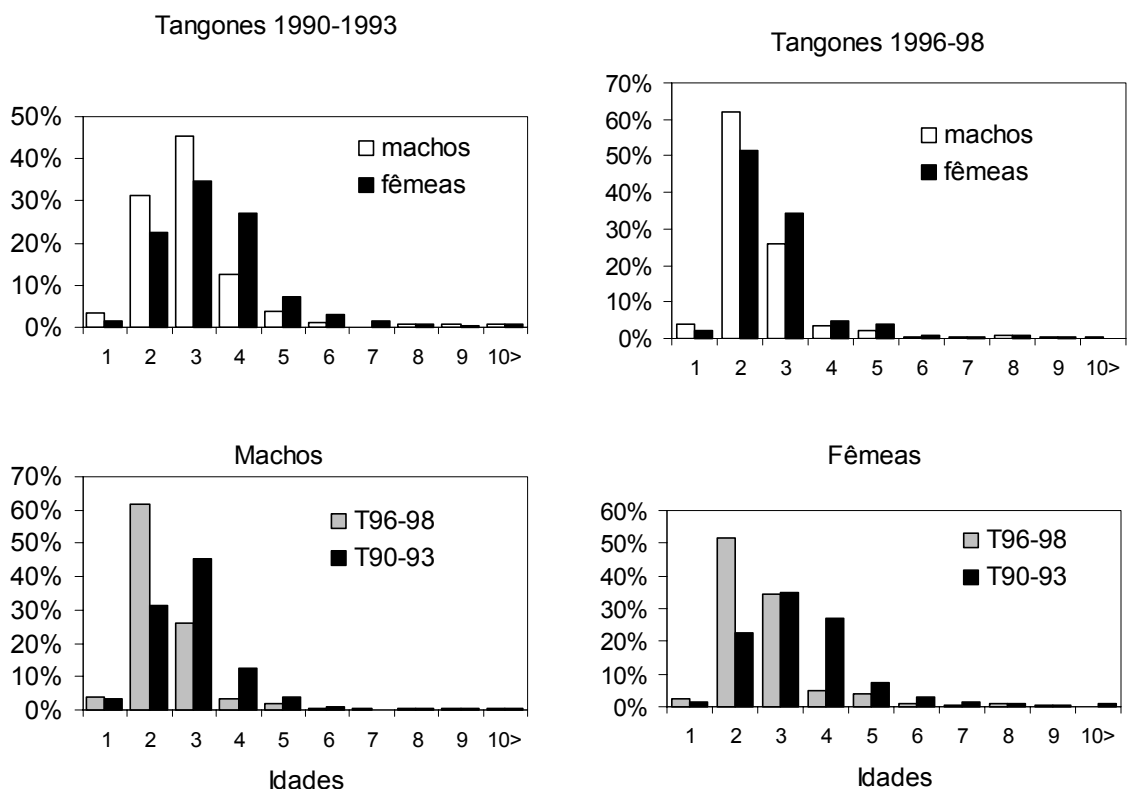 Tangones 1990-1993
50%
40%
30%
20%
10%
0%
machos
fêmeas
1 2 3 4 5 6 7 8 9 10>
Tangones 1996-98
70%
60%
50%
40%
30%
20%
10%
0%
machos
fêmeas
1 2 3 4 5 6 7 8 9 10>
Machos
70%
60%
50%
40%
30%
20%
10%
0%
T96-98
T90-93
1 2 3 4 5 6 7 8 9 10>
Idades
Fêmeas
60%
50%
40%
30%
20%
10%
0%
T96-98
T90-93
1 2 3 4 5 6 7 8 9 10>
Idades